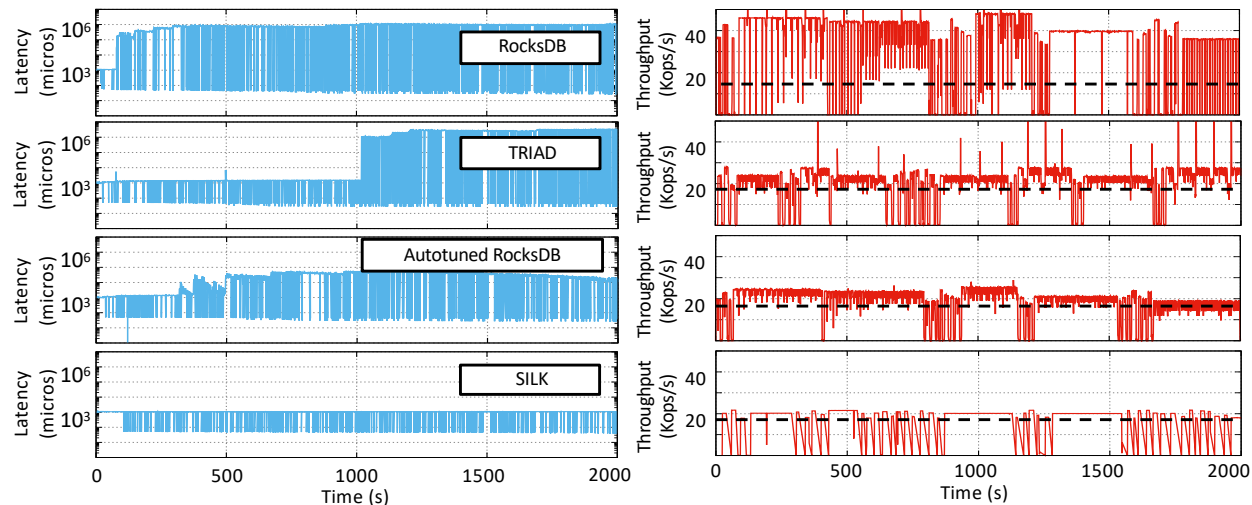 Latency
(micros)
10^6
10^3
RocksDB
Throughput
(Kops/s)
40
20
Latency
(micros)
10^6
10^3
TRIAD
Throughput
(Kops/s)
40
20
Latency
(micros)
10^6
10^3
Autotuned RocksDB
Throughput
(Kops/s)
40
20
Latency
(micros)
10^6
10^3
SILK
Throughput
(Kops/s)
40
20
0 500 1000 1500 2000
Time (s)
0 500 1000 1500 2000
Time (s)